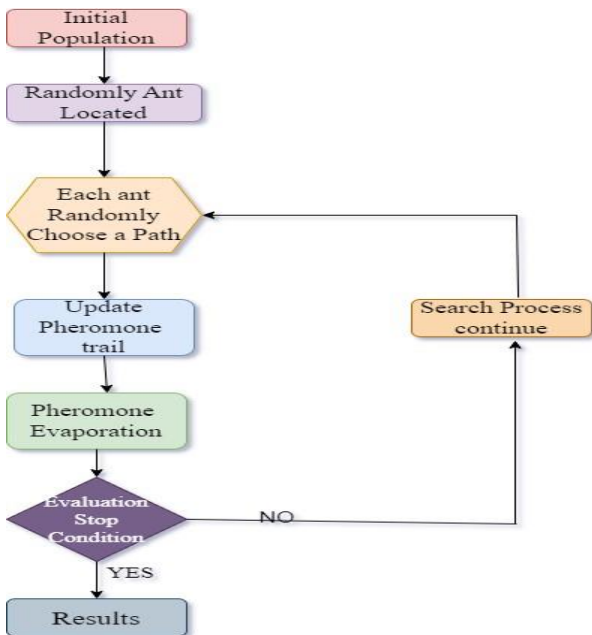 Initial
Population
Randomly Ant
Located
Each ant
Randomly
Choose a Path
Update
Pheromone
trail
Search Process
continue
Pheromone
Evaporation
Evaluation
Stop
Condition
NO
YES
Results